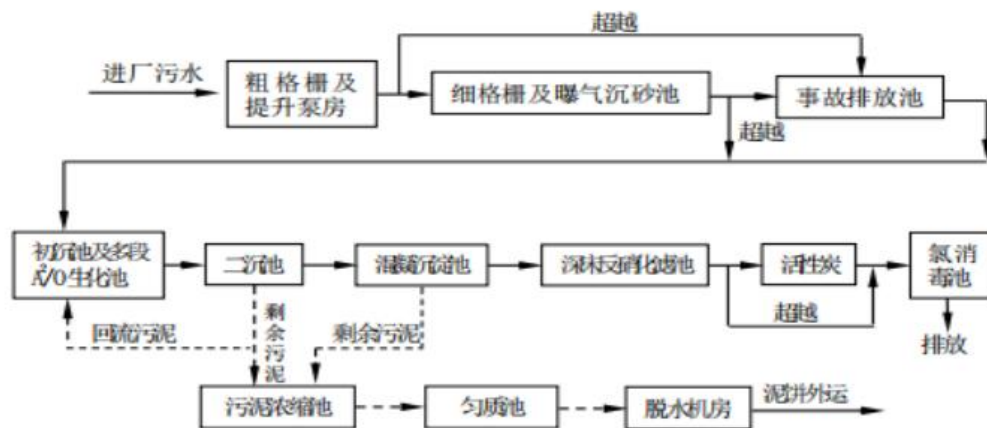 超越
进厂污水
粗格栅及
提升泵房
细格栅及曝气沉砂池
事故排放池
超越
初沉池及多段
A²/O生化池
二沉池
混凝沉淀池
深床反硝化滤池
活性炭
氯消
毒池
超越
排放
回流污泥
剩余污泥
剩余污泥
污泥浓缩池
匀质池
脱水机房
泥饼外运